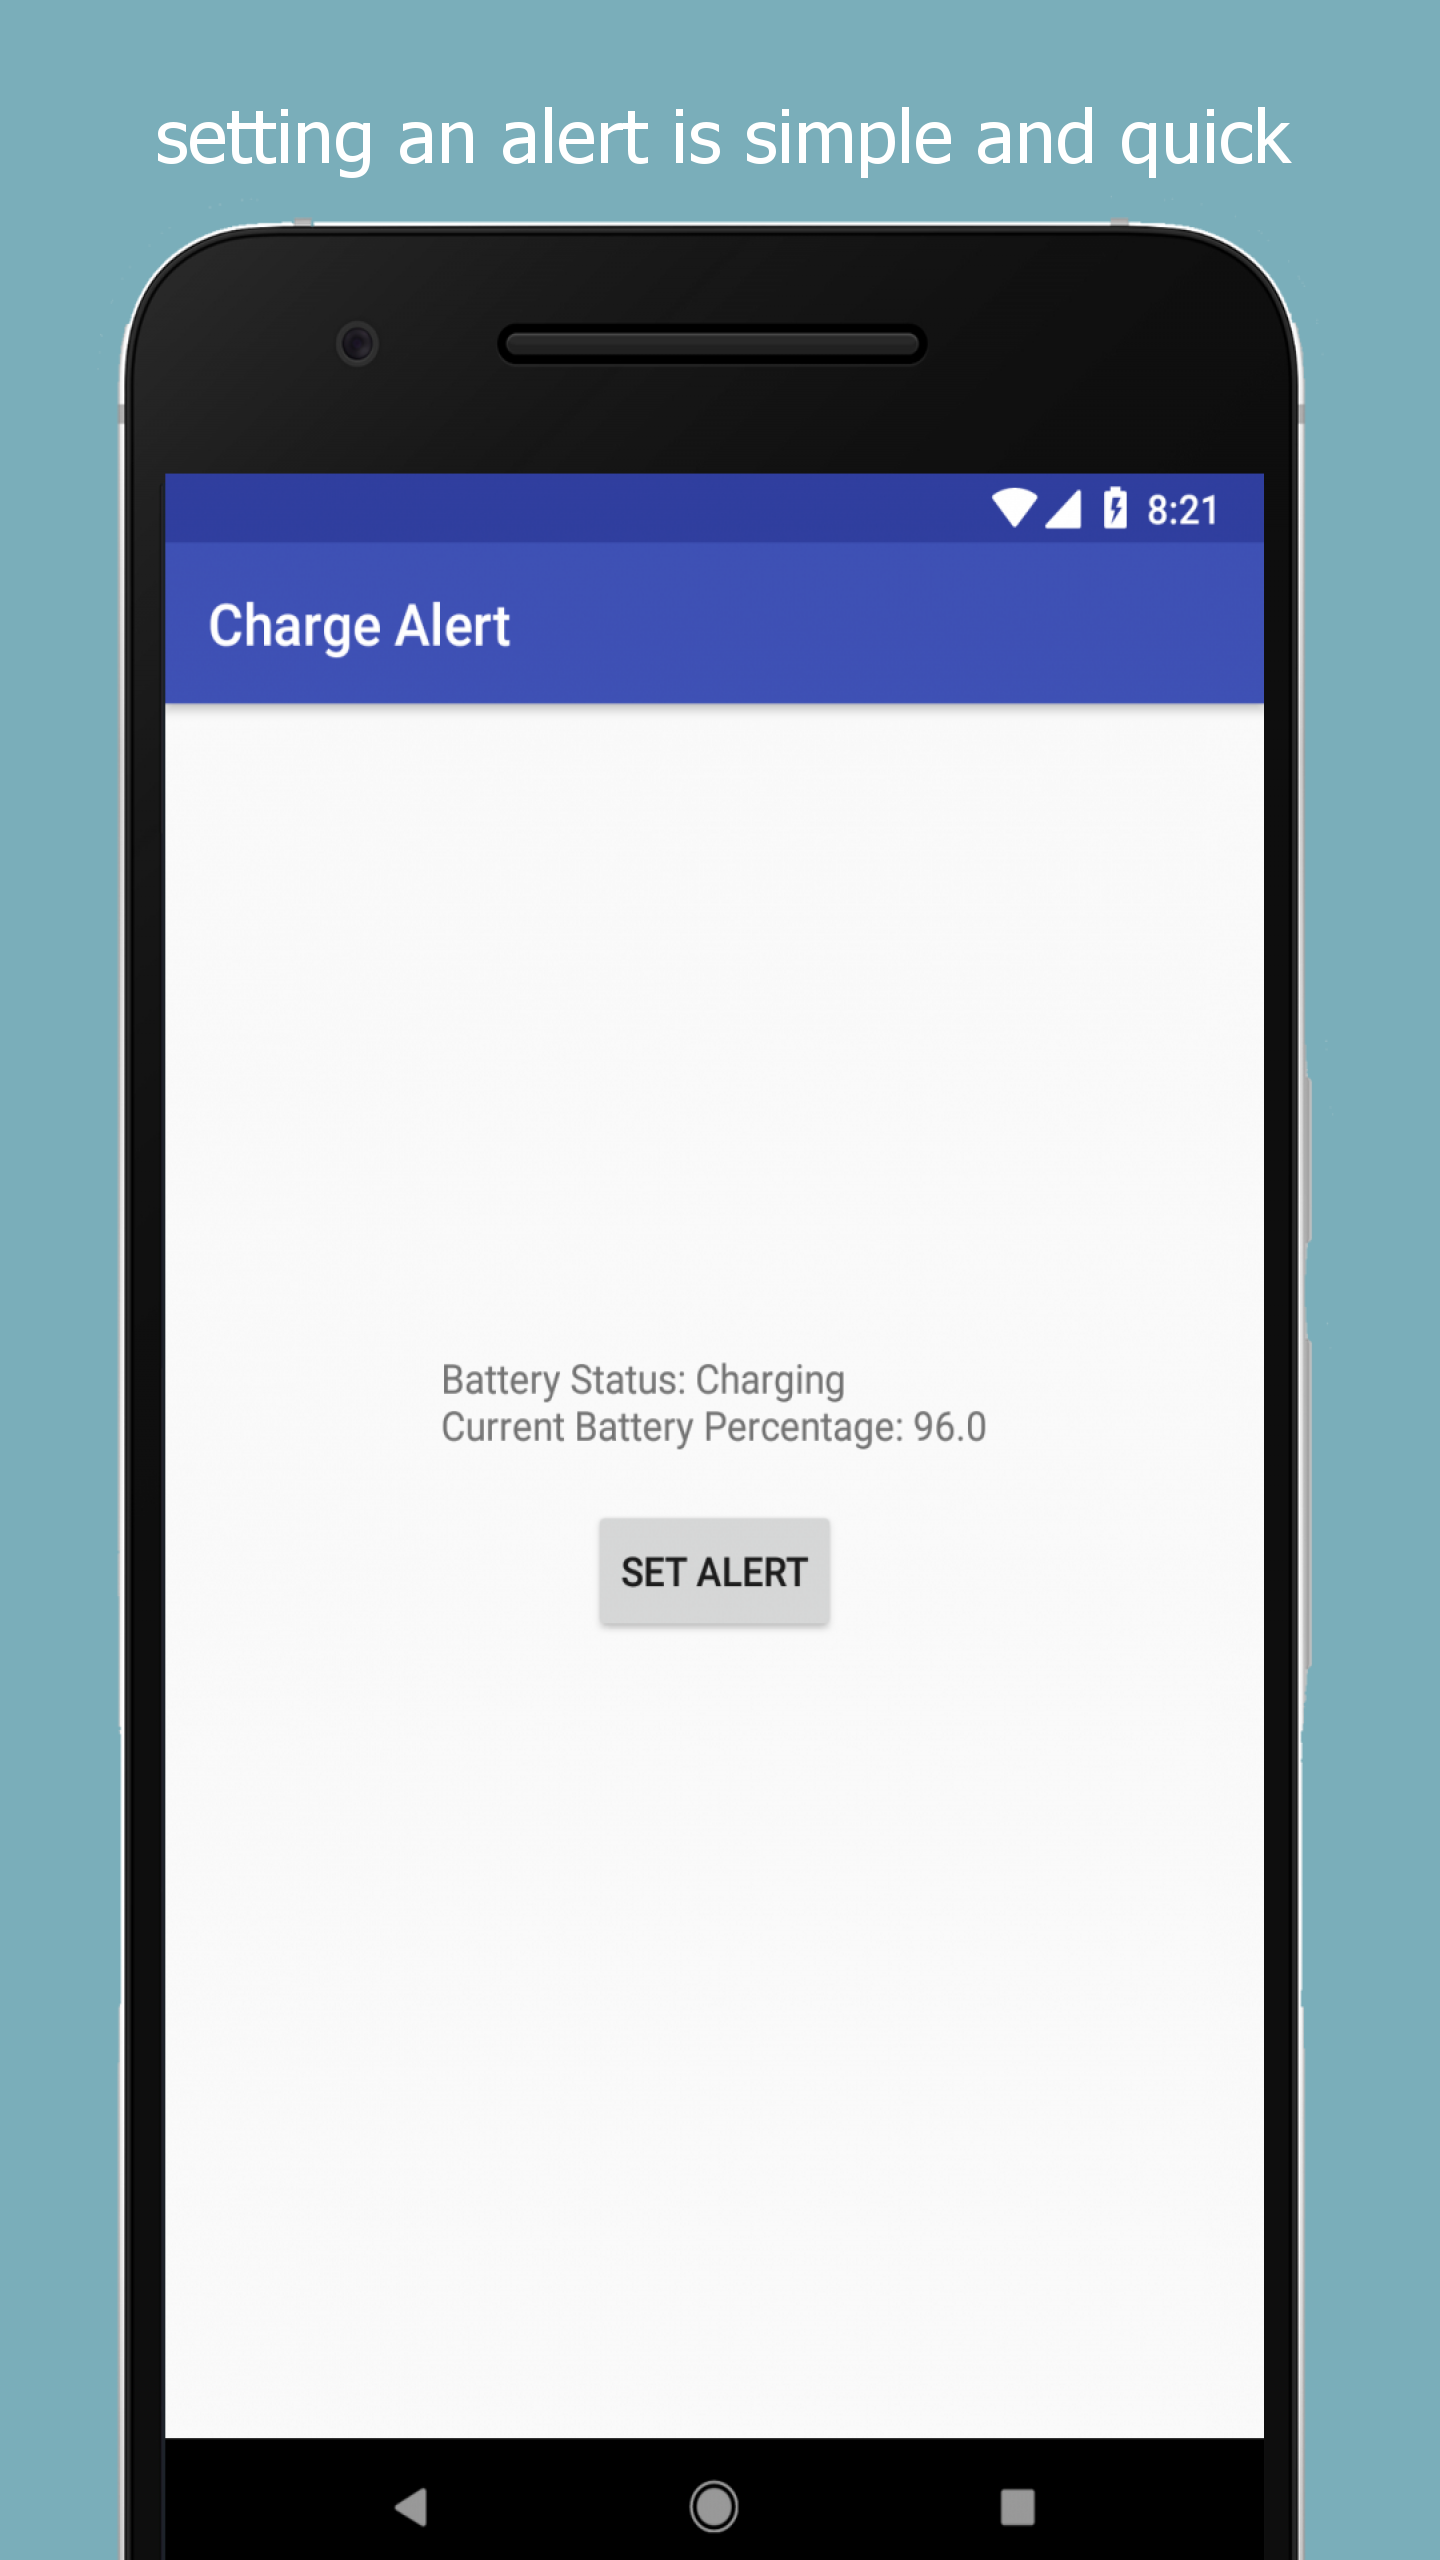 setting an alert is simple and quick
8:21
Charge Alert
Battery Status: Charging
Current Battery Percentage: 96.0
SET ALERT